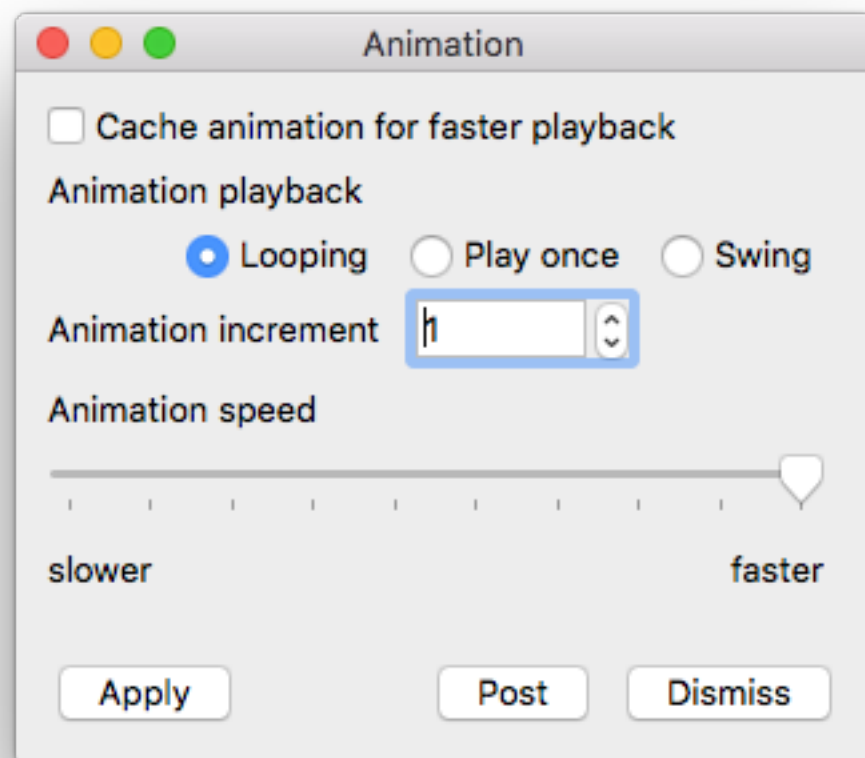 Animation
Cache animation for faster playback
Animation playback
Looping Play once Swing
Animation increment 1
Animation speed
slower faster
Apply Post Dismiss